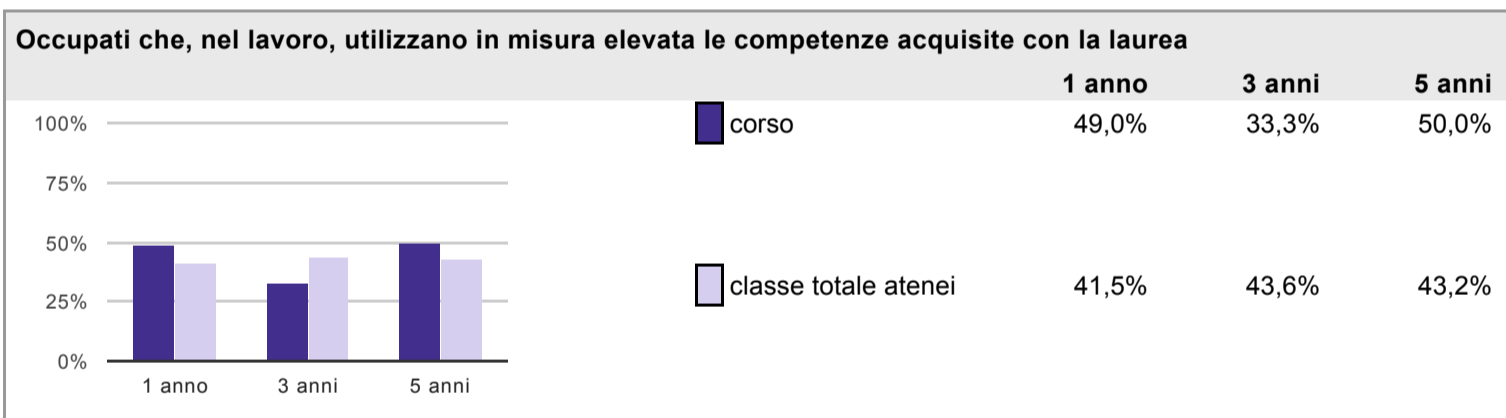 Occupati che, nel lavoro, utilizzano in misura elevata le competenze acquisite con la laurea
1 anno 3 anni 5 anni
100%
75%
50%
25%
0%
1 anno 3 anni 5 anni
corso 49,0% 33,3% 50,0%
classe totale atenei 41,5% 43,6% 43,2%